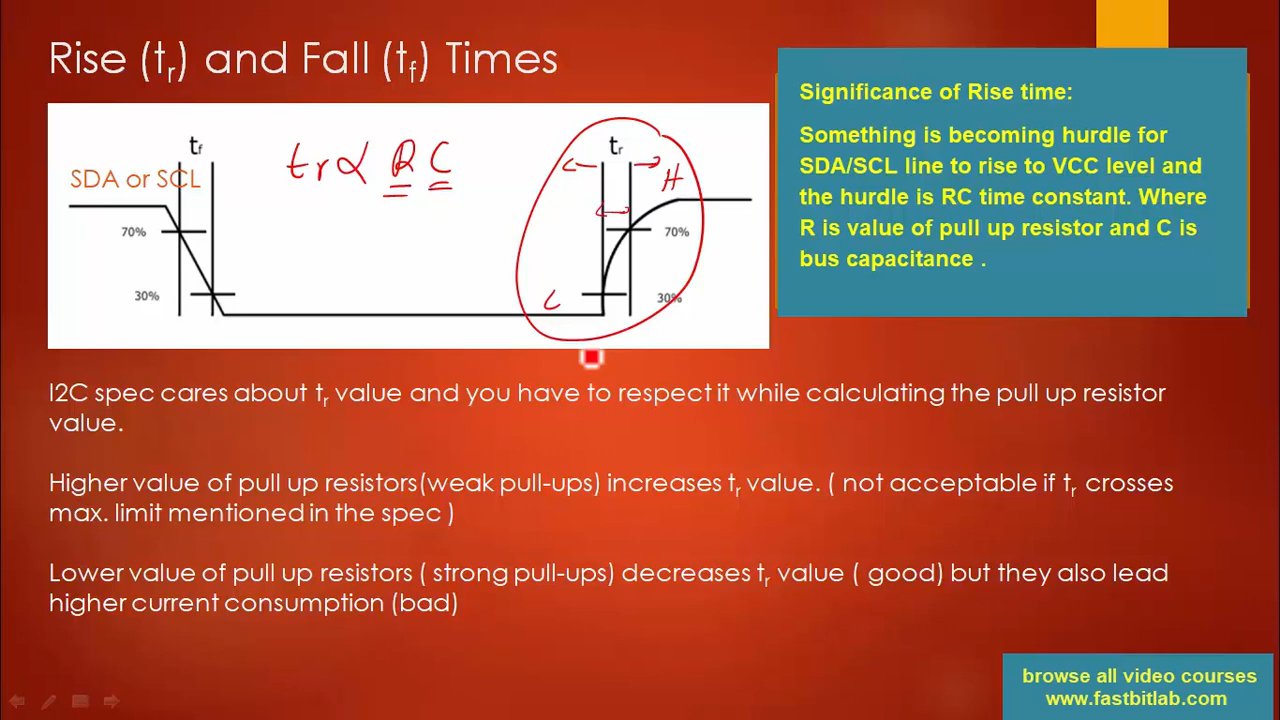 Rise (tr) and Fall (tf) Times
Significance of Rise time:
Something is becoming hurdle for
SDA/SCL line to rise to VCC level and
the hurdle is RC time constant. Where
R is value of pull up resistor and C is
bus capacitance .
tf
tr
tr ∝ R C
SDA or SCL
H
70%
70%
30%
L
30%
I2C spec cares about tr value and you have to respect it while calculating the pull up resistor
value.
Higher value of pull up resistors(weak pull-ups) increases tr value. ( not acceptable if tr crosses
max. limit mentioned in the spec )
Lower value of pull up resistors ( strong pull-ups) decreases tr value ( good) but they also lead
higher current consumption (bad)
browse all video courses
www.fastbitlab.com